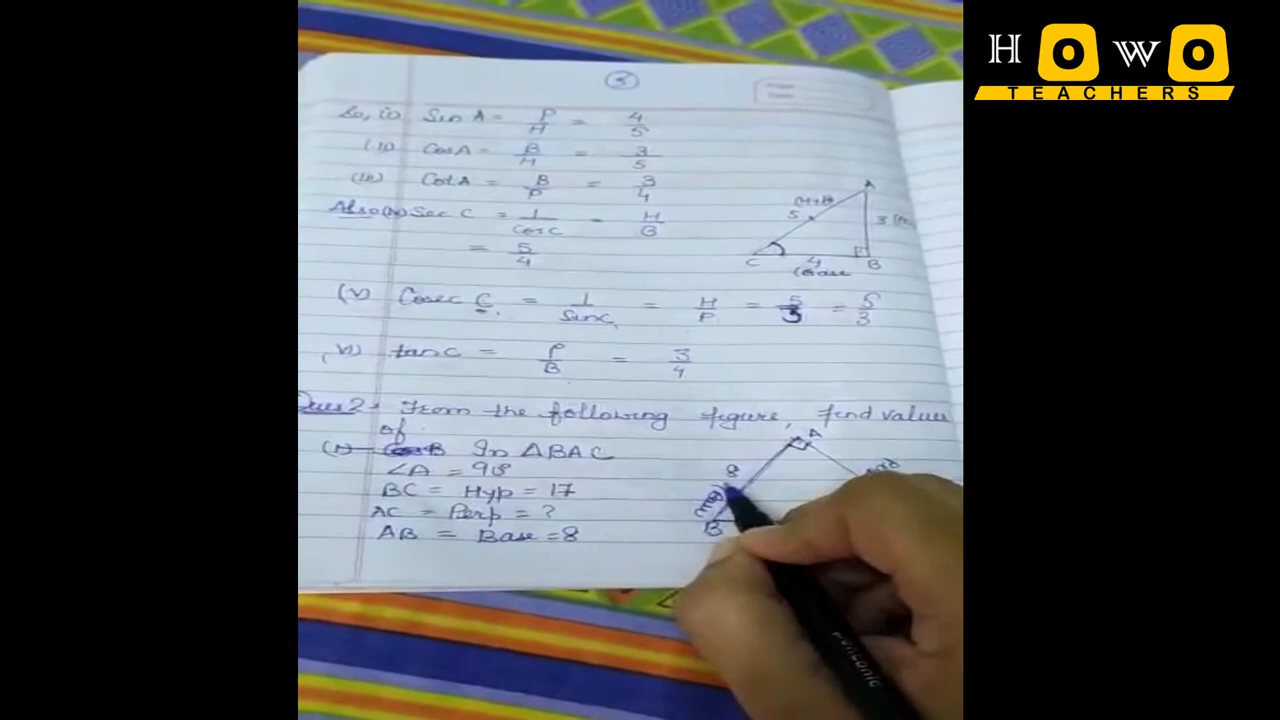 HOWO
TEACHERS
3
So, (i) Sin A = P/H = 4/5
(ii) Cos A = B/H = 3/5
(iii) Cot A = B/P = 3/4
Also (iv) Sec C = 1/Cos C = H/B
= 5/4
A
5
3
C
4
B
(Base
(V) Cosec C = 1/Sin C = H/P = 5/3 = 5/3
(vi) tan C = P/B = 3/4
Ques 2. From the following figure, find values
of.
(i) In ΔBAC
∠A = 90°
BC = Hyp = 17
AC = Perp = ?
AB = Base = 8
A
8
B